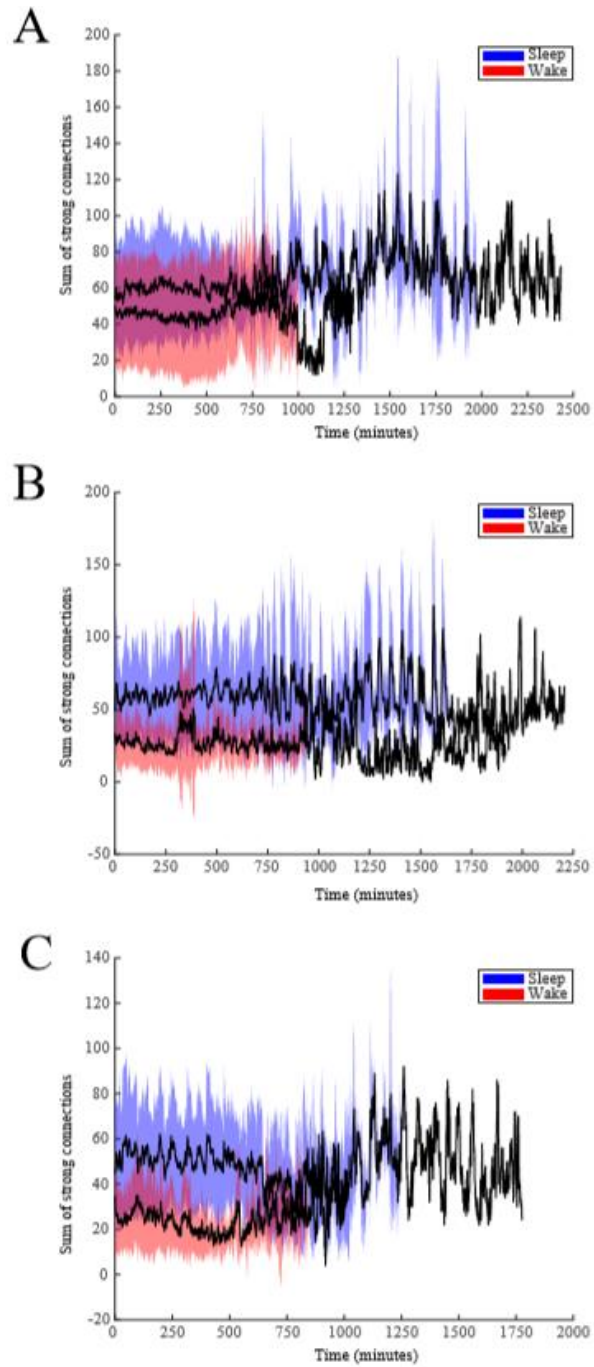 A
200
180
160
140
120
100
80
60
40
20
0
Sum of strong connections
Sleep
Wake
0 250 500 750 1000 1250 1500 1750 2000 2250 2500
Time (minutes)
B
200
150
100
50
0
-50
Sum of strong connections
Sleep
Wake
0 250 500 750 1000 1250 1500 1750 2000 2250
Time (minutes)
C
140
120
100
80
60
40
20
0
-20
Sum of strong connections
Sleep
Wake
0 250 500 750 1000 1250 1500 1750 2000
Time (minutes)